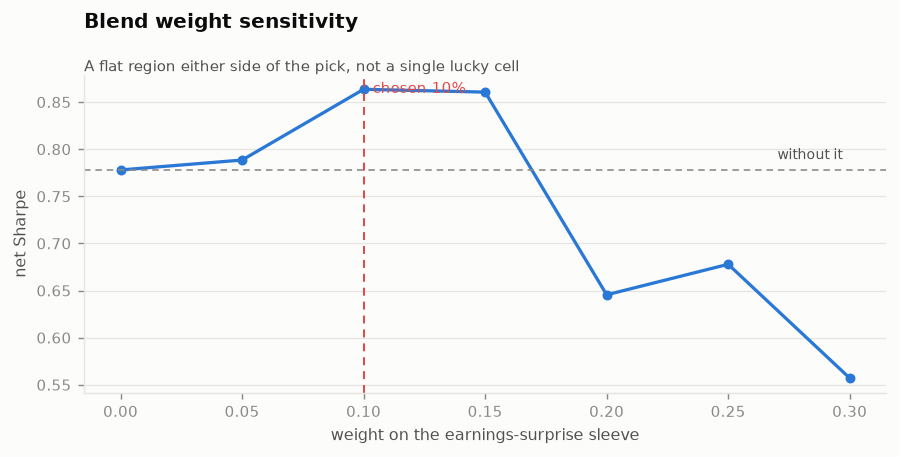 Blend weight sensitivity
A flat region either side of the pick, not a single lucky cell
chosen 10%
without it
net Sharpe
0.85
0.80
0.75
0.70
0.65
0.60
0.55
0.00 0.05 0.10 0.15 0.20 0.25 0.30
weight on the earnings-surprise sleeve